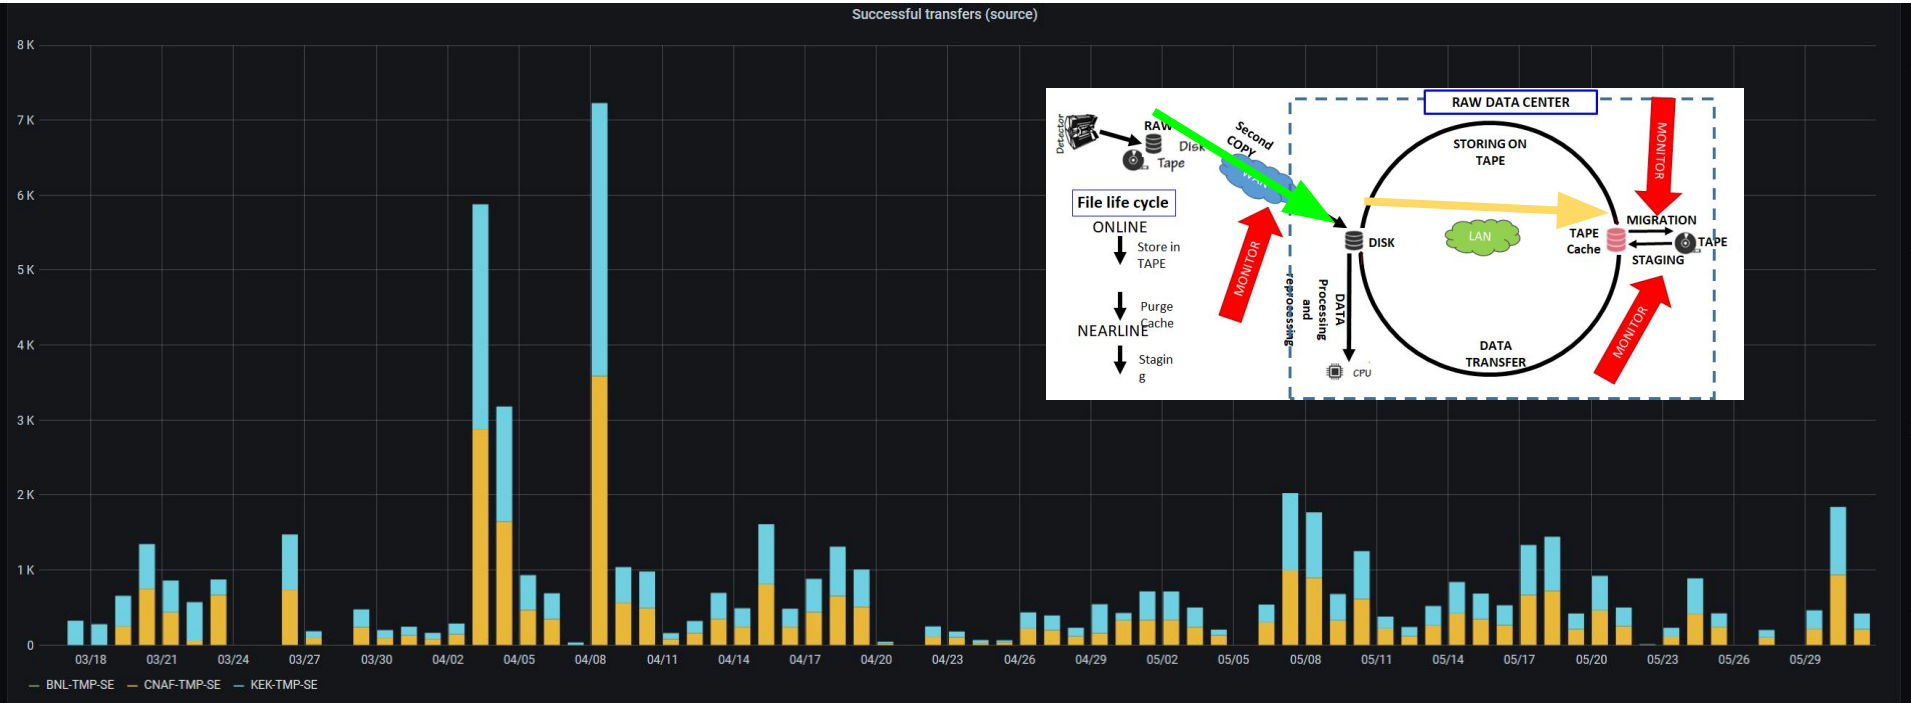 Successful transfers (source)
8 K
7 K
6 K
5 K
4 K
3 K
2 K
1 K
0
03/18 03/21 03/24 03/27 03/30 04/02 04/05 04/08 04/11 04/14 04/17 04/20 04/23 04/26 04/29 05/02 05/05 05/08 05/11 05/14 05/17 05/20 05/23 05/26 05/29
BNL-TMP-SE CNAF-TMP-SE KEK-TMP-SE
Detector
RAW
Disk
Tape
Second
COPY
WAN
File life cycle
ONLINE
Store in
TAPE
Purge
Cache
NEARLINE
Stagin
g
MONITOR
RAW DATA CENTER
STORING ON
TAPE
LAN
DISK
DATA
Processing
and
reprocessing
CPU
DATA
TRANSFER
TAPE
Cache
MONITOR
MIGRATION
TAPE
STAGING
MONITOR